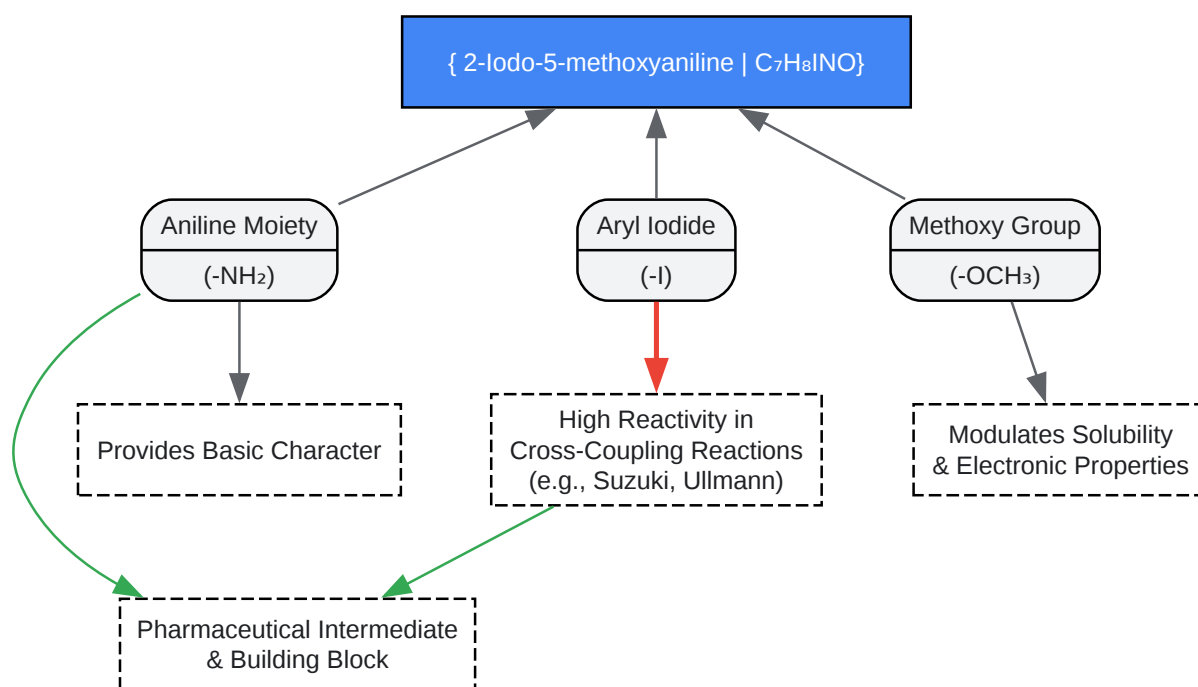 { 2-Iodo-5-methoxyaniline | C₇H₈INO}
Aniline Moiety
(-NH₂)
Aryl Iodide
(-I)
Methoxy Group
(-OCH₃)
Provides Basic Character
High Reactivity in
Cross-Coupling Reactions
(e.g., Suzuki, Ullmann)
Modulates Solubility
& Electronic Properties
Pharmaceutical Intermediate
& Building Block